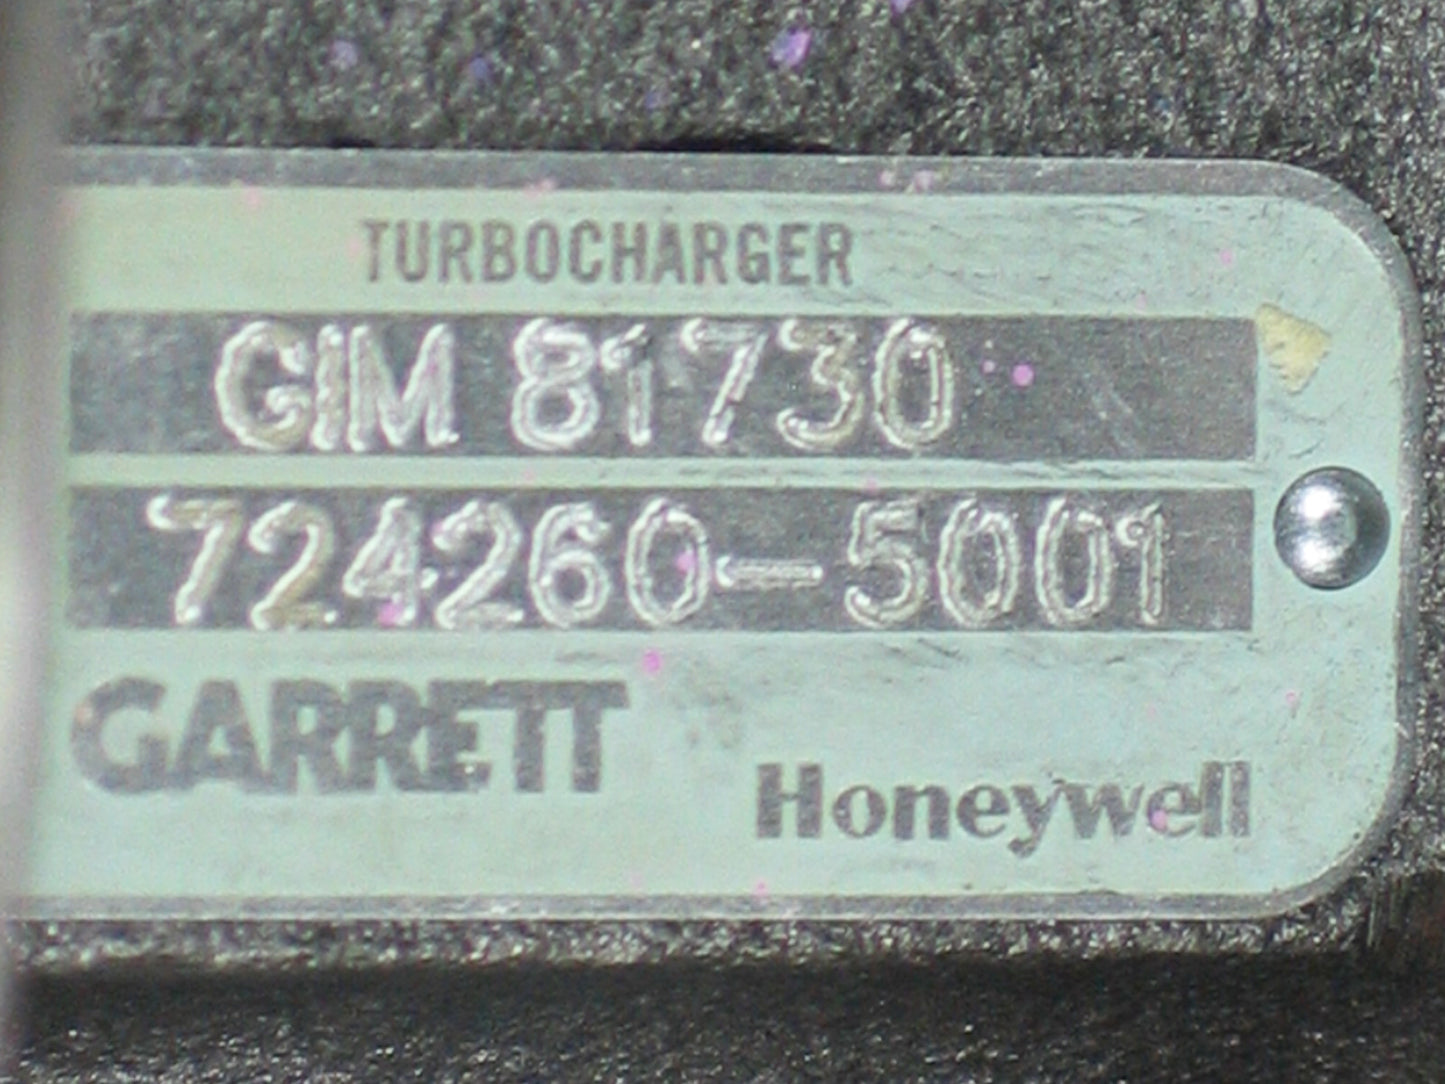 TURBOCHARGER
GIM 81730
724260-5001
GARRETT
Honeywell